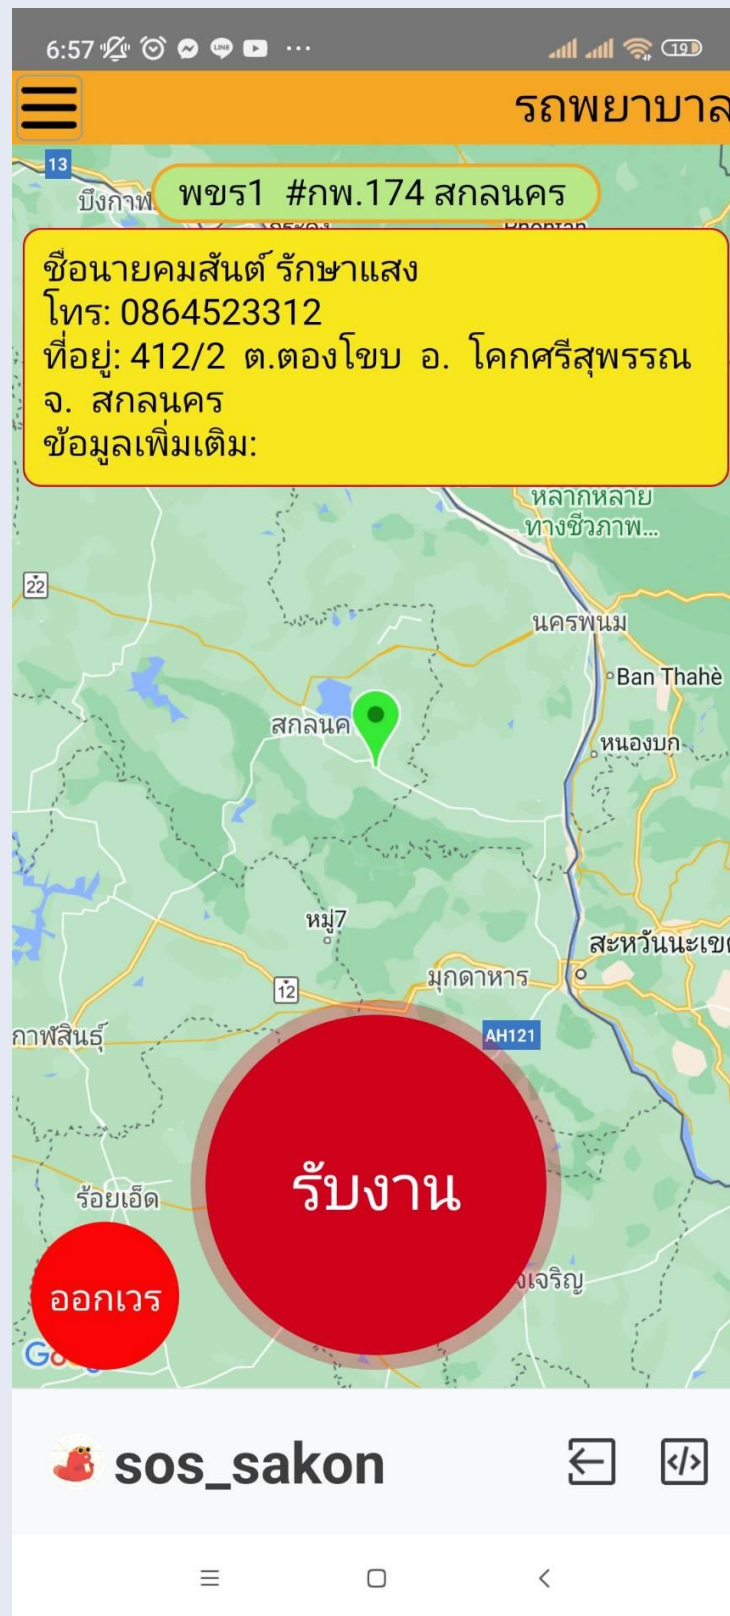 6:57
19
รถพยาบาล
13
บึงกาฬ
พขร1 #กพ.174 สกลนคร
ชื่อนายคมสันต์ รักษาแสง
โทร: 0864523312
ที่อยู่: 412/2 ต.ตองโขบ อ. โคกศรีสุพรรณ
จ. สกลนคร
ข้อมูลเพิ่มเติม:
หลากหลาย
ทางชีวภาพ...
22
นครพนม
Ban Thahè
สกลนค
หนองบก
หมู่7
สะหวันนะเขต
มุกดาหาร
12
กาฬสินธุ์
AH121
รับงาน
ร้อยเอ็ด
ออกเวร
sos_sakon